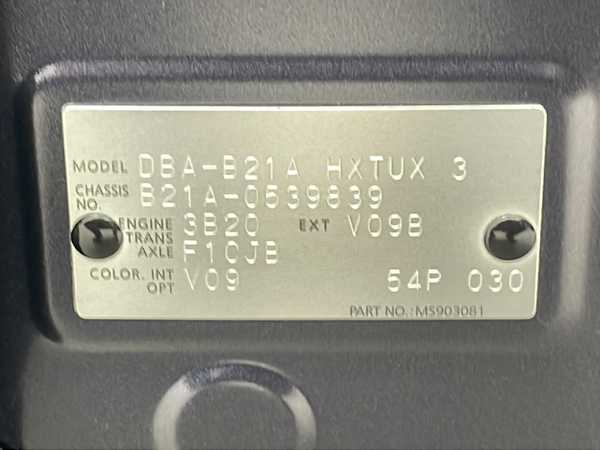 MODEL DBA-B21A HXTUX 3
CHASSIS NO. B21A-0539839
ENGINE 3B20 EXT V09B
TRANS AXLE F1CJB
COLOR. INT OPT V09 54P 030
PART NO.:M5903081